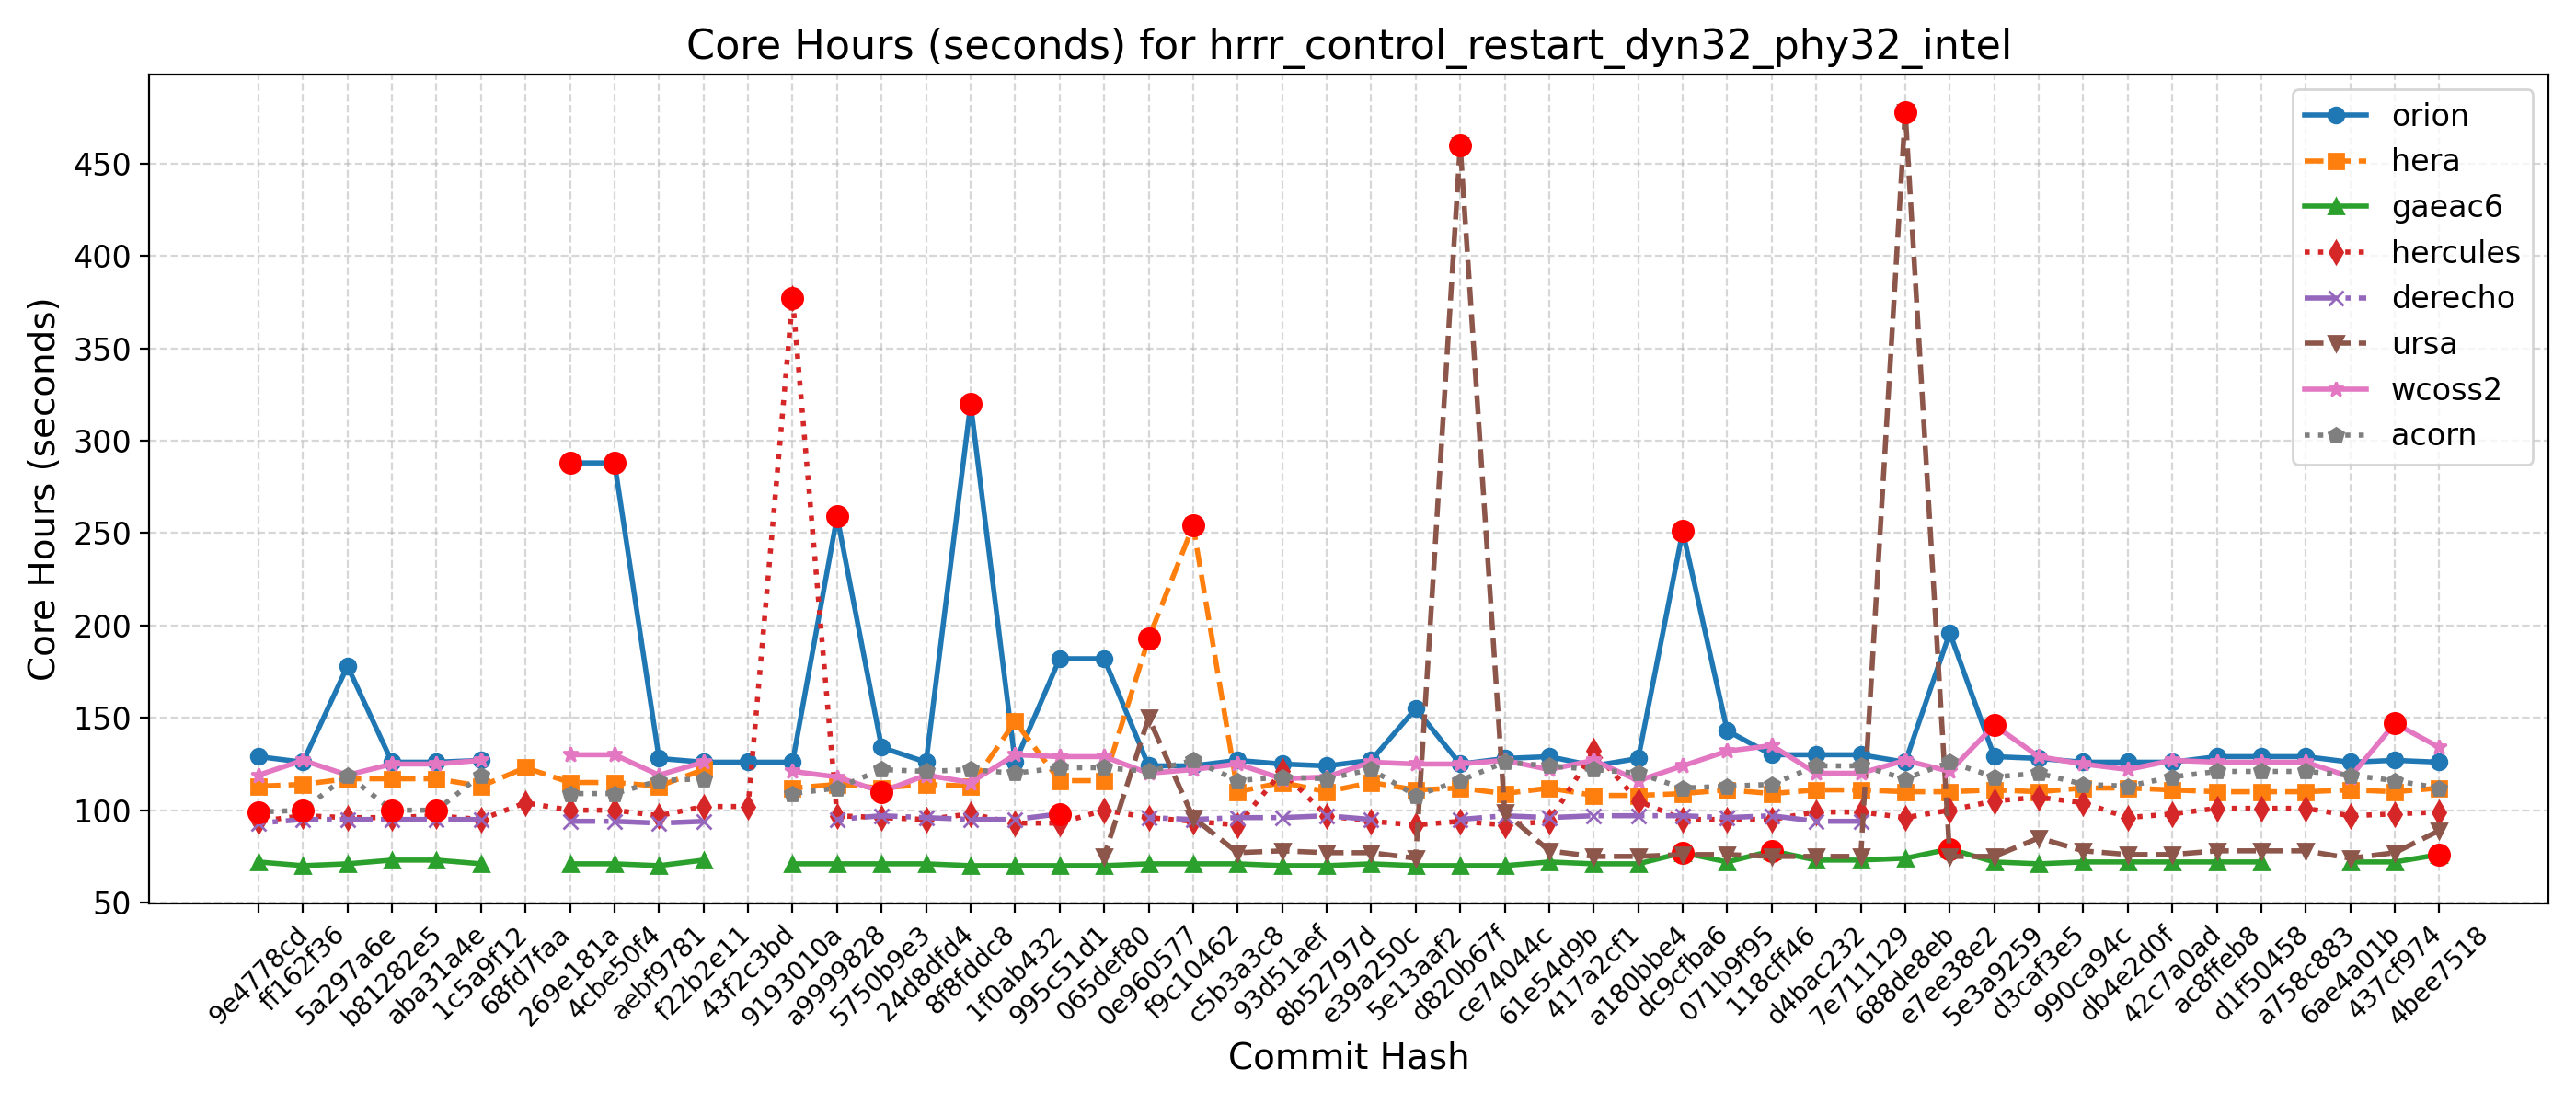 Core Hours (seconds) for hrrr_control_restart_dyn32_phy32_intel
Core Hours (seconds)
450
400
350
300
250
200
150
100
50
orion
hera
gaeac6
hercules
derecho
ursa
wcoss2
acorn
9e4778cd
ff162f36
5a297a6e
b81282e5
aba31a4e
1c5a9f12
68fd7faa
269e181a
4cbe50f4
aebf9781
f22b2e11
43f2c3bd
9193010a
a9999828
5750b9e3
24d8dfd4
8f8fddc8
1f0ab432
995c51d1
065def80
0e960577
f9c10462
c5b3a3c8
93d51aef
8b52797d
e39a250c
5e13aaf2
d820b67f
ce74044c
61e54d9b
417a2cf1
a180bbe4
dc9cfba6
071b9f95
118cff46
d4bac232
7e711129
688de8eb
e7ee38e2
5e3a9259
d3caf3e5
990ca94c
db4e2d0f
42c7a0ad
ac8ffeb8
d1f50458
a758c883
6ae4a01b
437cf974
4bee7518
Commit Hash